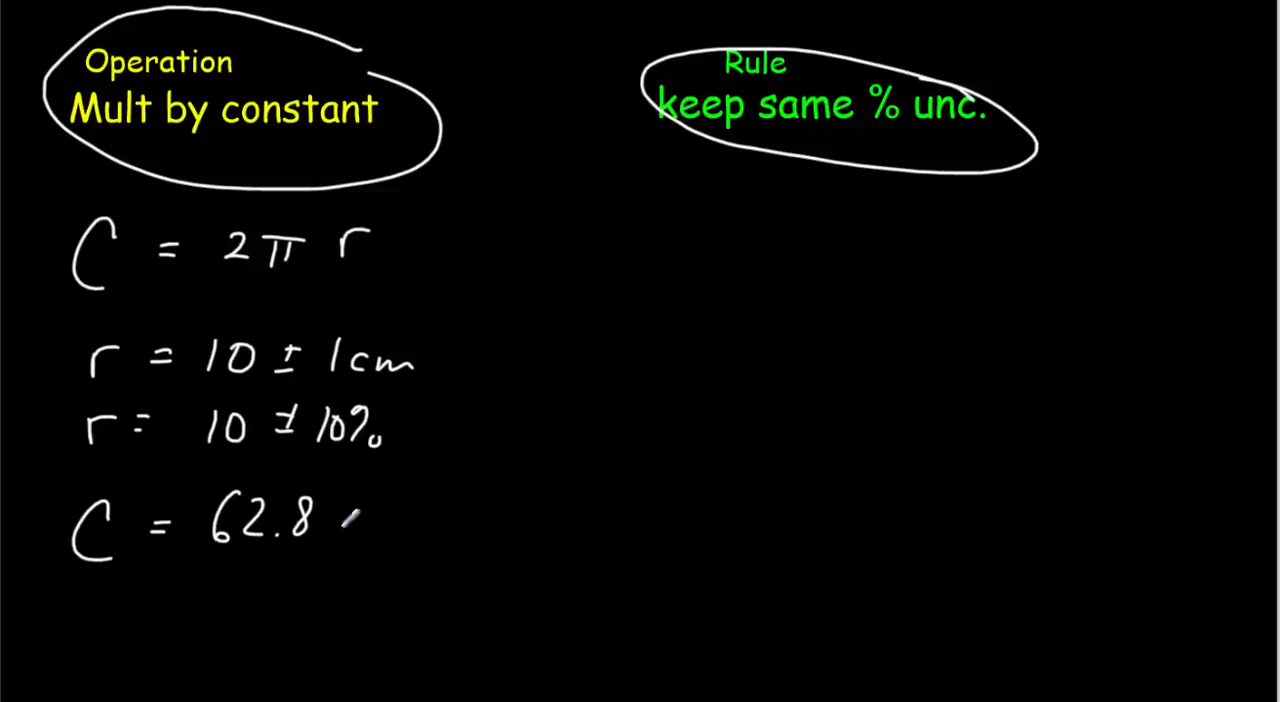 Operation
Mult by constant
Rule
keep same % unc.
C = 2π r
r = 10 ± 1cm
r = 10 ± 10%
C = 62.8